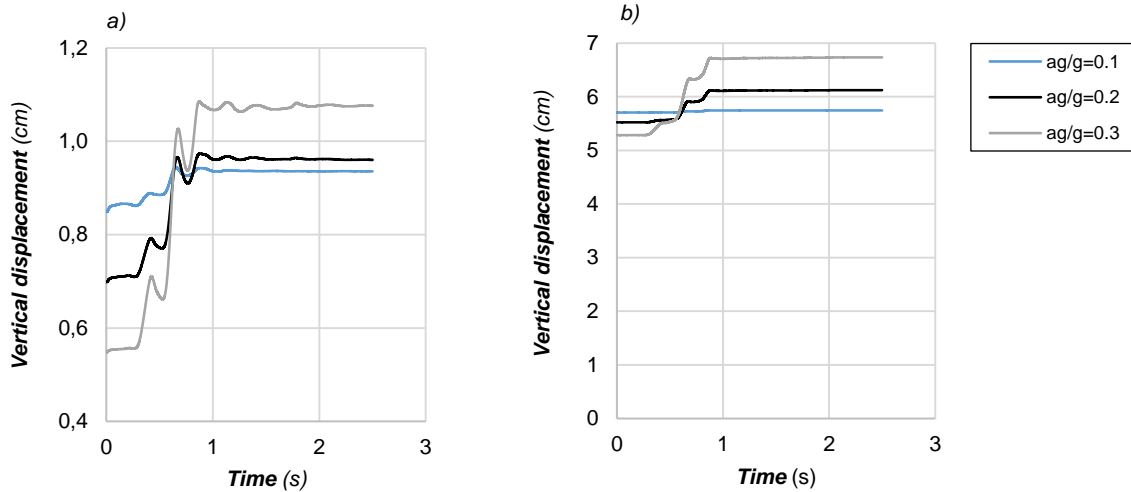 a)
Vertical displacement (cm)
1,2
1,0
0,8
0,6
0,4
0
1
2
3
Time (s)
b)
Vertical displacement (cm)
7
6
5
4
3
2
1
0
0
1
2
3
Time (s)
ag/g=0.1
ag/g=0.2
ag/g=0.3